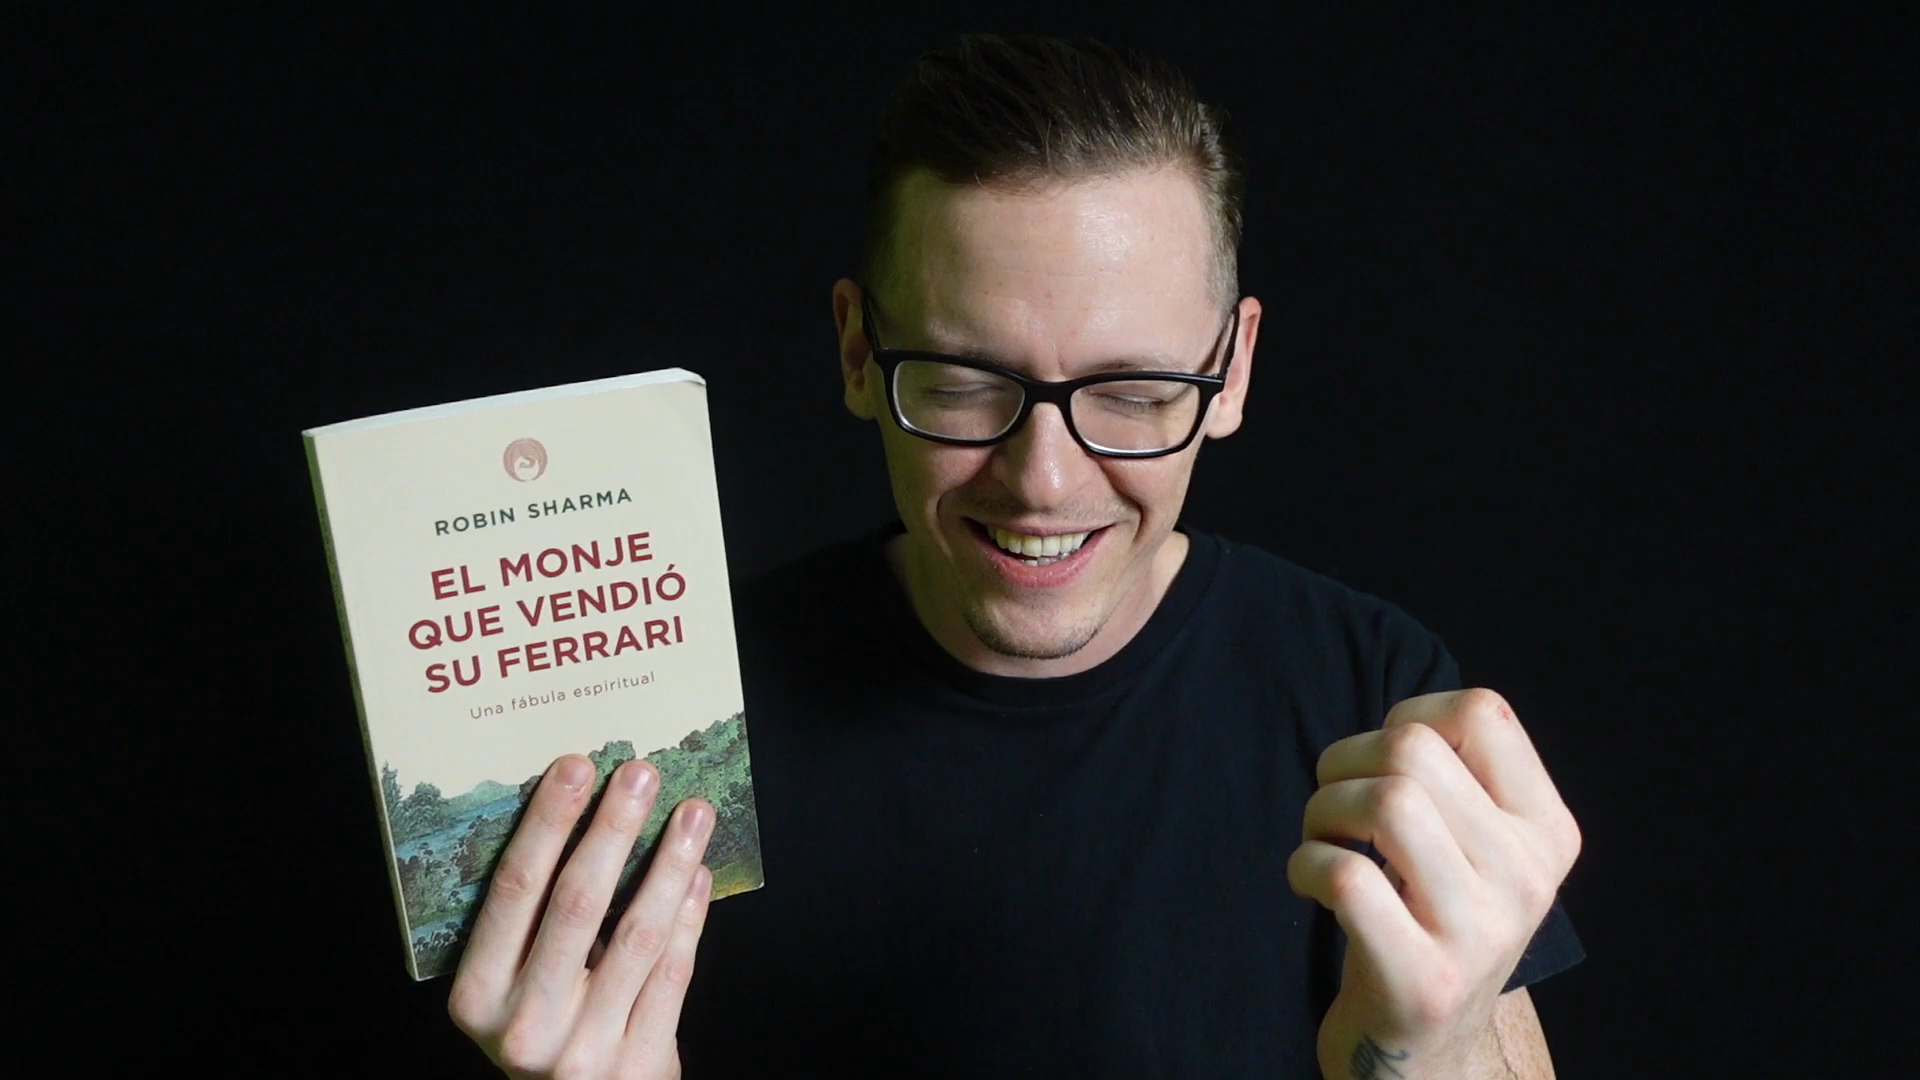 ROBIN SHARMA
EL MONJE
QUE VENDIÓ
SU FERRARI
Una fábula espiritual